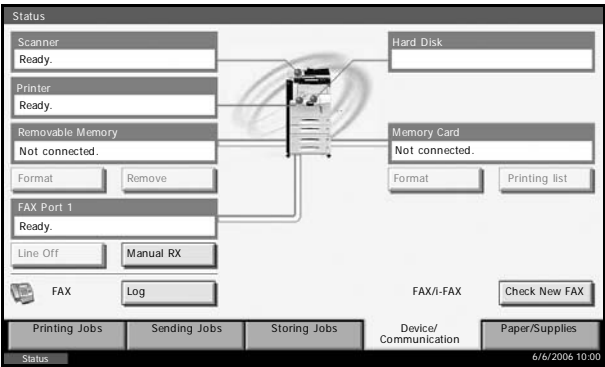 Status
Scanner
Ready.
Hard Disk
Printer
Ready.
Removable Memory
Not connected.
Memory Card
Not connected.
Format
Remove
Format
Printing list
FAX Port 1
Ready.
Line Off
Manual RX
FAX
Log
FAX/i-FAX
Check New FAX
Printing Jobs
Sending Jobs
Storing Jobs
Device/
Communication
Paper/Supplies
Status
6/6/2006 10:00